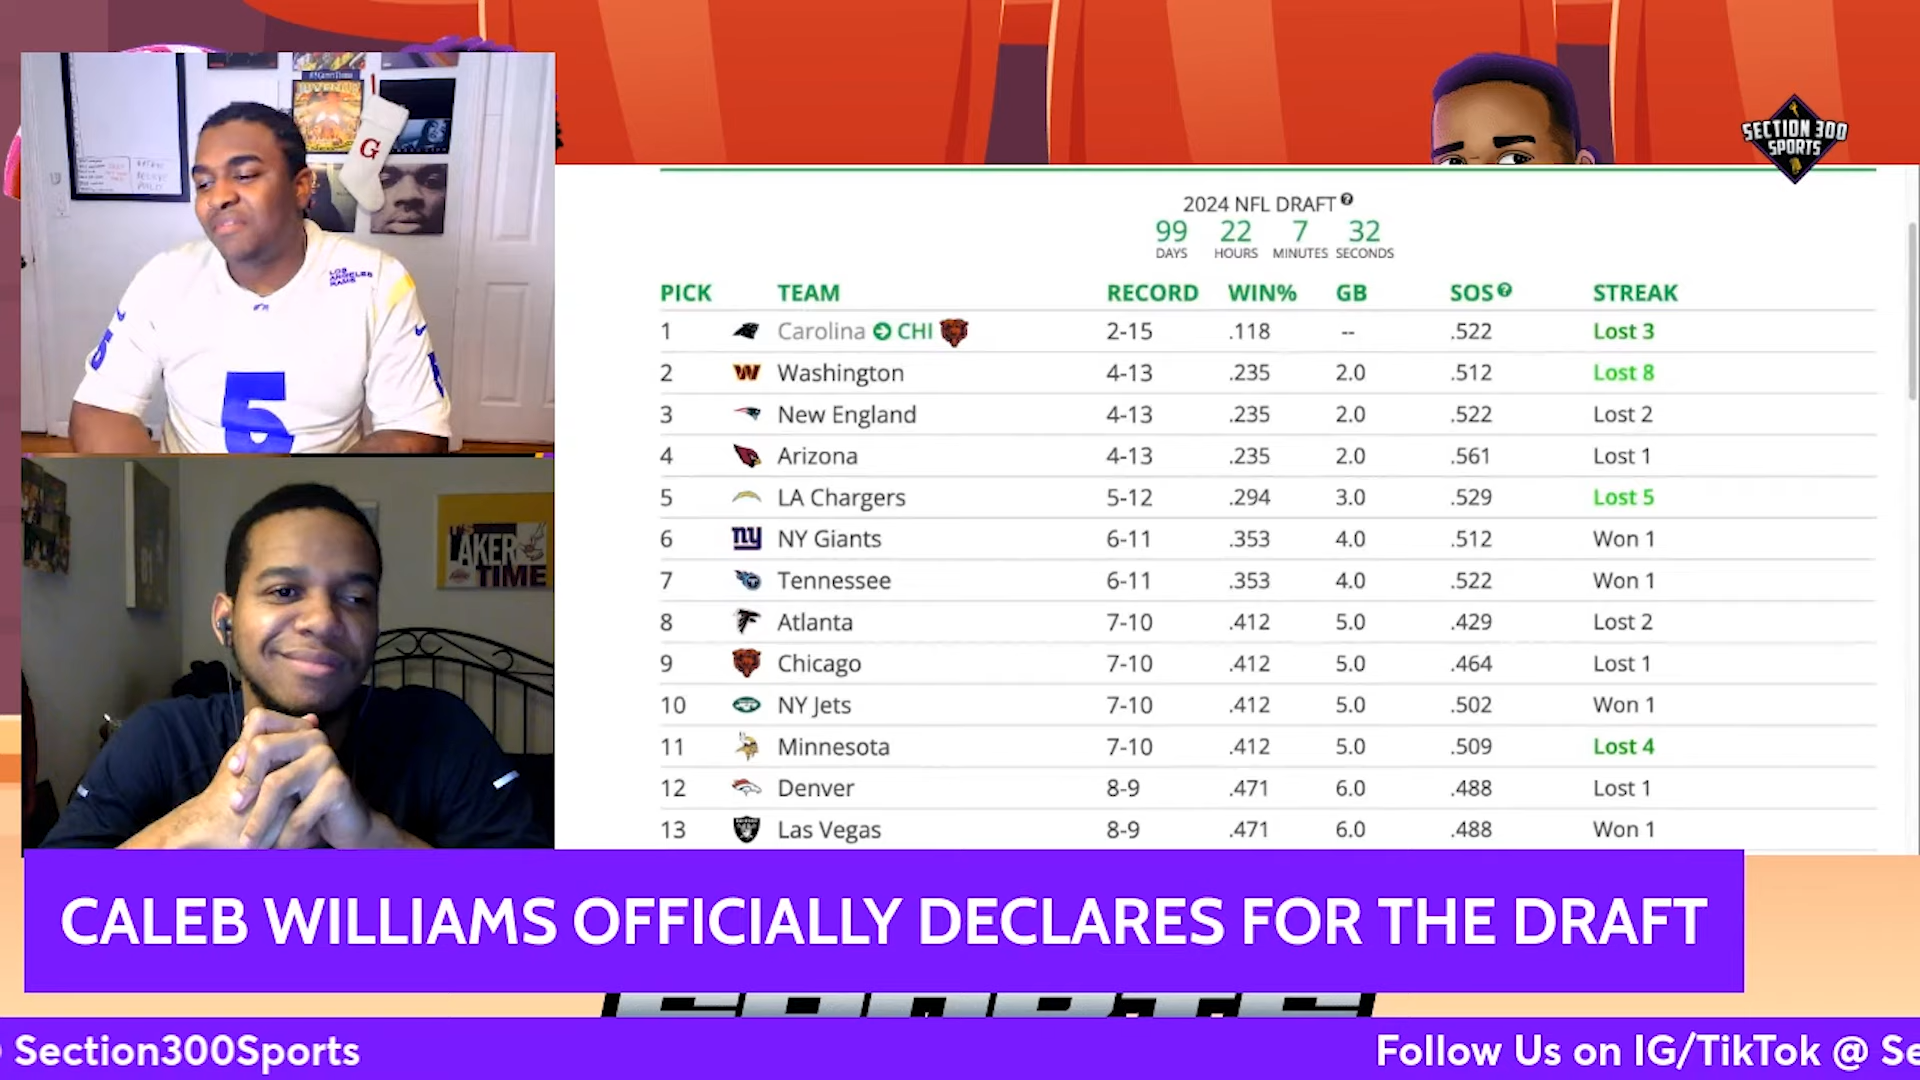 SECTION 300
SPORTS
JUVENILE
G
LOS
ANGELES
RAMS
5
LAKER
TIME
2024 NFL DRAFT
99 22 7 32
DAYS HOURS MINUTES SECONDS
PICK TEAM RECORD WIN% GB SOS STREAK
1 Carolina CHI 2-15 .118 -- .522 Lost 3
2 Washington 4-13 .235 2.0 .512 Lost 8
3 New England 4-13 .235 2.0 .522 Lost 2
4 Arizona 4-13 .235 2.0 .561 Lost 1
5 LA Chargers 5-12 .294 3.0 .529 Lost 5
6 NY Giants 6-11 .353 4.0 .512 Won 1
7 Tennessee 6-11 .353 4.0 .522 Won 1
8 Atlanta 7-10 .412 5.0 .429 Lost 2
9 Chicago 7-10 .412 5.0 .464 Lost 1
10 NY Jets 7-10 .412 5.0 .502 Won 1
11 Minnesota 7-10 .412 5.0 .509 Lost 4
12 Denver 8-9 .471 6.0 .488 Lost 1
13 Las Vegas 8-9 .471 6.0 .488 Won 1
CALEB WILLIAMS OFFICIALLY DECLARES FOR THE DRAFT
Section300Sports Follow Us on IG/TikTok @ Se